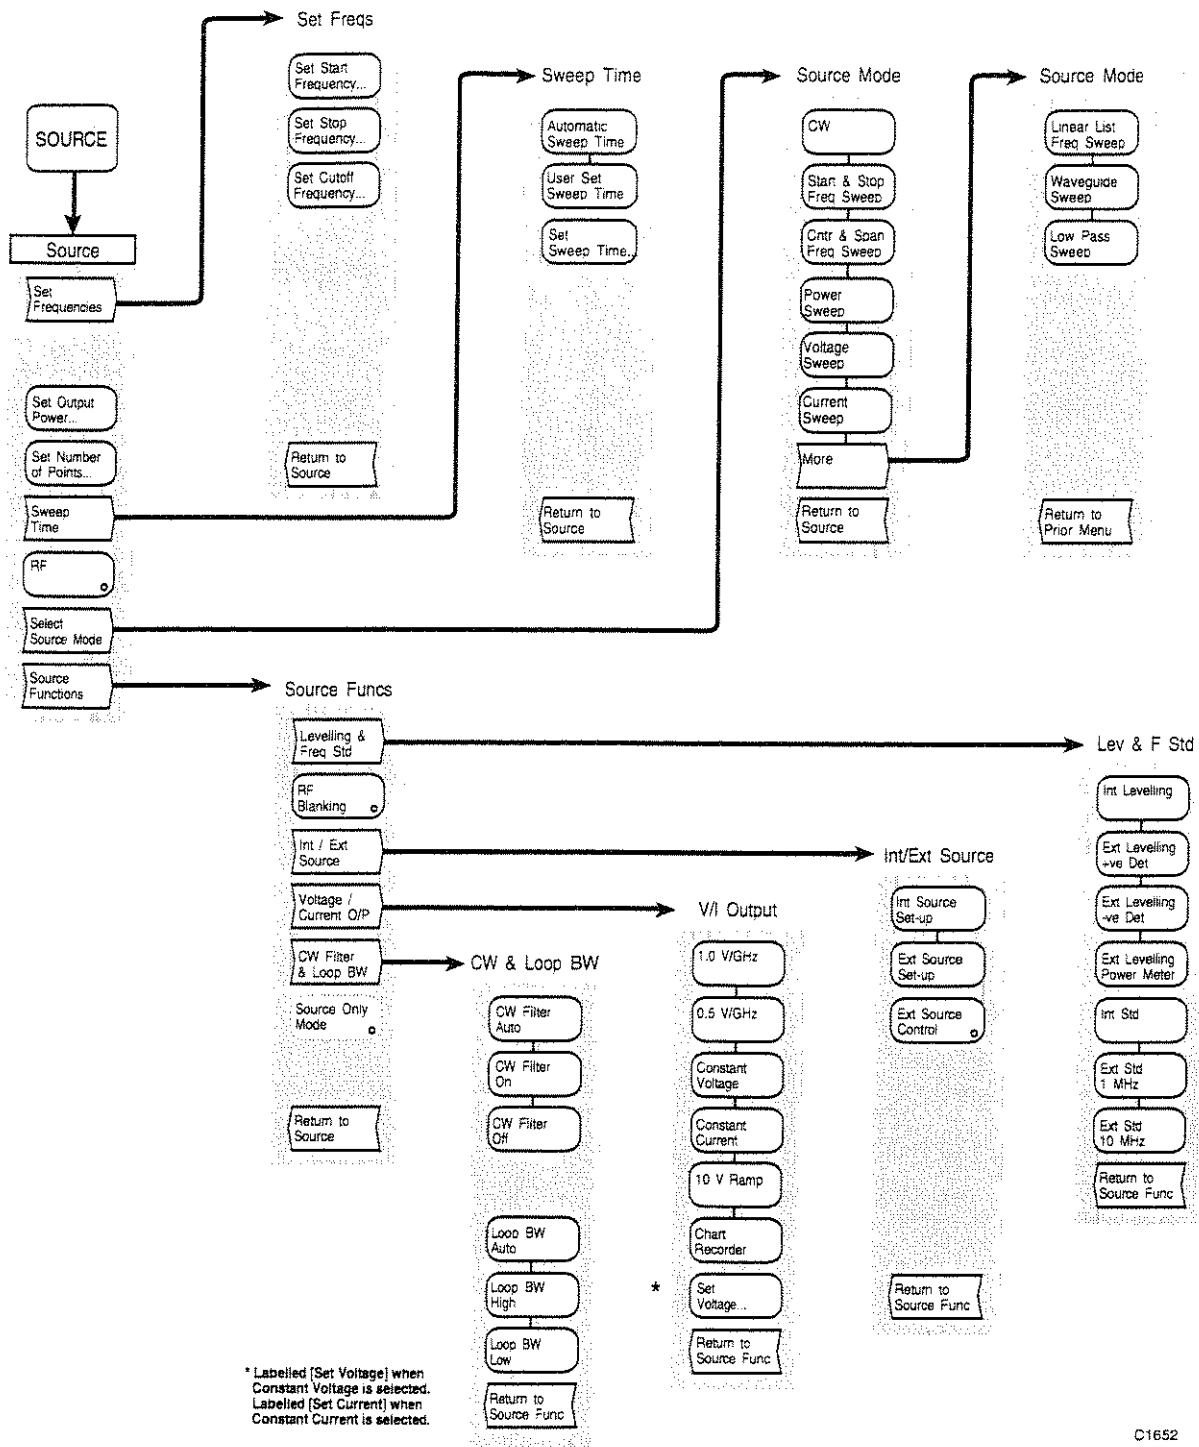 SOURCE
Source
Set
Frequencies
Set Output
Power...
Set Number
of Points...
Sweep
Time
RF
Select
Source Mode
Source
Functions
Set Freqs
Set Start
Frequency...
Set Stop
Frequency...
Set Cutoff
Frequency...
Return to
Source
Sweep Time
Automatic
Sweep Time
User Set
Sweep Time
Set
Sweep Time...
Return to
Source
Source Mode
CW
Start & Stop
Freq Sweep
Cntr & Span
Freq Sweep
Power
Sweep
Voltage
Sweep
Current
Sweep
More
Return to
Source
Source Mode
Linear List
Freq Sweep
Waveguide
Sweep
Low Pass
Sweep
Return to
Prior Menu
Source Funcs
Levelling &
Freq Std
RF
Blanking
Int / Ext
Source
Voltage /
Current O/P
CW Filter
& Loop BW
Source Only
Mode
Return to
Source
CW & Loop BW
CW Filter
Auto
CW Filter
On
CW Filter
Off
Loop BW
Auto
Loop BW
High
Loop BW
Low
Return to
Source Func
V/I Output
1.0 V/GHz
0.5 V/GHz
Constant
Voltage
Constant
Current
10 V Ramp
Chart
Recorder
*
Set
Voltage...
Return to
Source Func
Int/Ext Source
Int Source
Set-up
Ext Source
Set-up
Ext Source
Control
Return to
Source Func
Lev & F Std
Int Levelling
Ext Levelling
+ve Det
Ext Levelling
-ve Det
Ext Levelling
Power Meter
Int Std
Ext Std
1 MHz
Ext Std
10 MHz
Return to
Source Func
* Labelled [Set Voltage] when
Constant Voltage is selected.
Labelled [Set Current] when
Constant Current is selected.
C1652